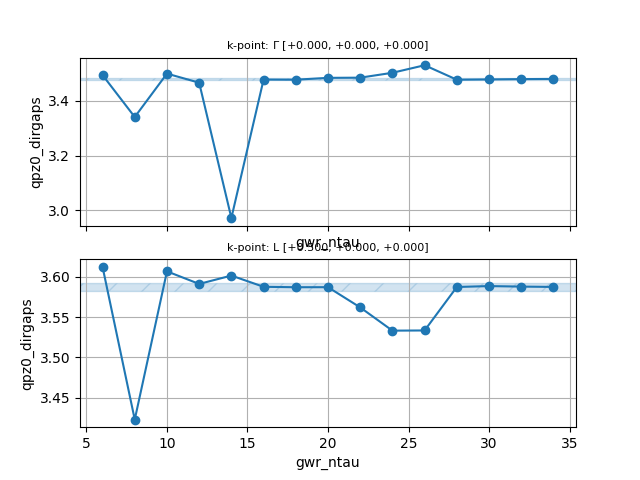 k-point: Γ [+0.000, +0.000, +0.000]
3.4
3.2
3.0
qpz0_dirgaps
gwr_ntau
k-point: L [+0.500, +0.000, +0.000]
3.60
3.55
3.50
3.45
qpz0_dirgaps
5 10 15 20 25 30 35
gwr_ntau